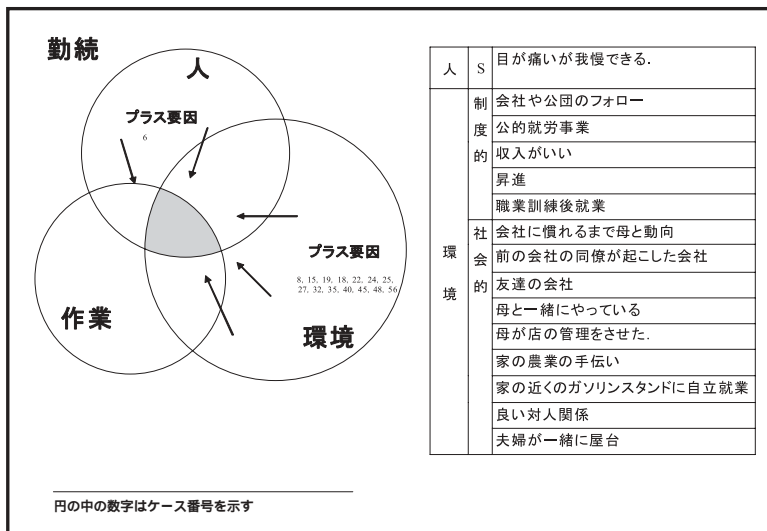 勤続
人
プラス要因
6
プラス要因
8, 15, 19, 18, 22, 24, 25,
27, 32, 35, 40, 45, 48, 56
作業
環境
円の中の数字はケース番号を示す
人
S
目が痛いが我慢できる.
環境
制度的
会社や公団のフォロー
公的就労事業
収入がいい
昇進
職業訓練後就業
社会的
会社に慣れるまで母と動向
前の会社の同僚が起こした会社
友達の会社
母と一緒にやっている
母が店の管理をさせた.
家の農業の手伝い
家の近くのガソリンスタンドに自立就業
良い対人関係
夫婦が一緒に屋台